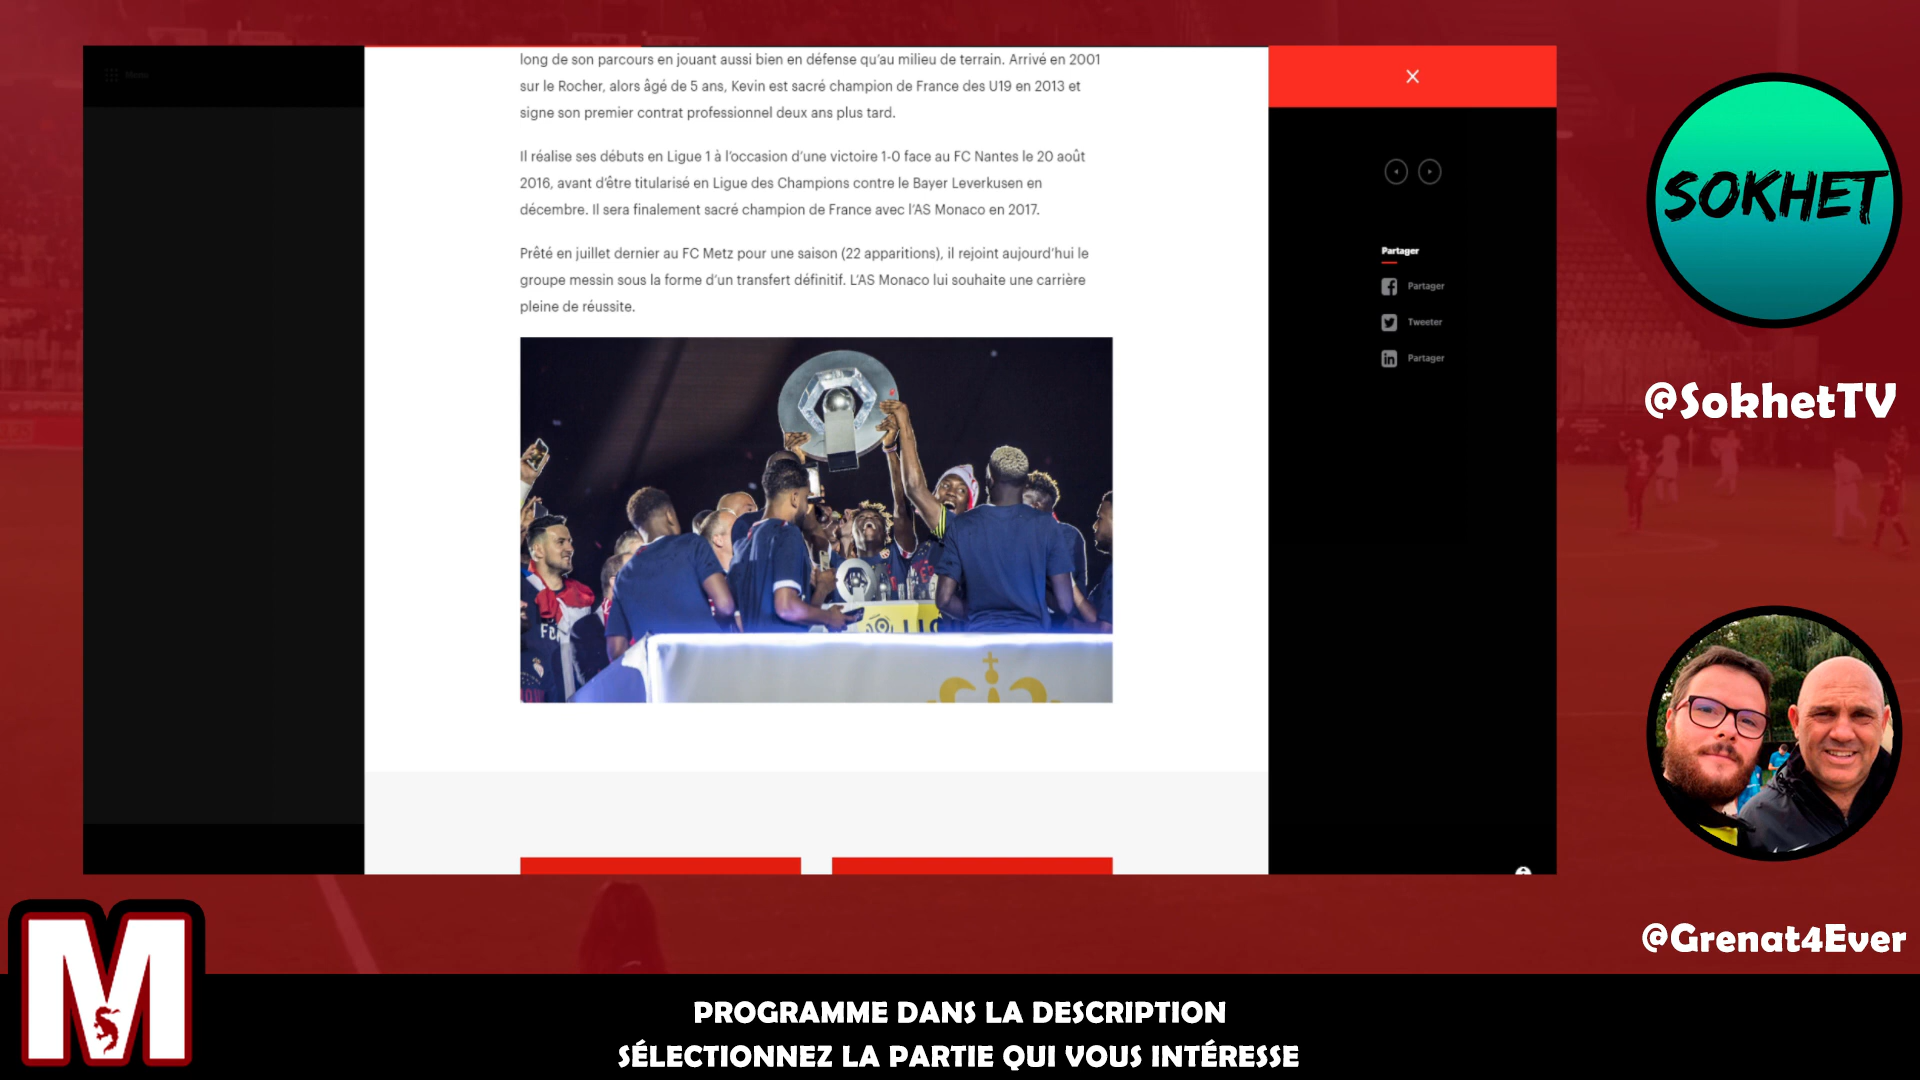 Menu
long de son parcours en jouant aussi bien en défense qu'au milieu de terrain. Arrivé en 2001
sur le Rocher, alors âgé de 5 ans, Kevin est sacré champion de France des U19 en 2013 et
signe son premier contrat professionnel deux ans plus tard.
Il réalise ses débuts en Ligue 1 à l'occasion d'une victoire 1-0 face au FC Nantes le 20 août
2016, avant d'être titularisé en Ligue des Champions contre le Bayer Leverkusen en
décembre. Il sera finalement sacré champion de France avec l'AS Monaco en 2017.
Prêté en juillet dernier au FC Metz pour une saison (22 apparitions), il rejoint aujourd'hui le
groupe messin sous la forme d'un transfert définitif. L'AS Monaco lui souhaite une carrière
pleine de réussite.
Partager
Partager
Tweeter
Partager
SOKHET
@SokhetTV
@Grenat4Ever
M
PROGRAMME DANS LA DESCRIPTION
SÉLECTIONNEZ LA PARTIE QUI VOUS INTÉRESSE